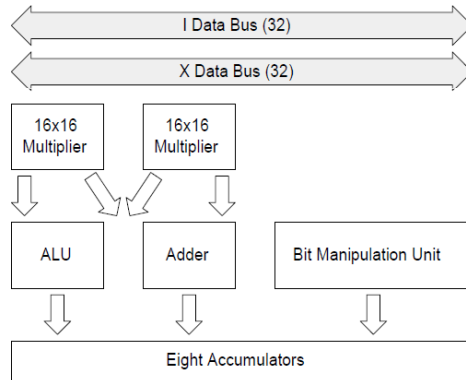 I Data Bus (32)
X Data Bus (32)
16x16
Multiplier
16x16
Multiplier
ALU
Adder
Bit Manipulation Unit
Eight Accumulators